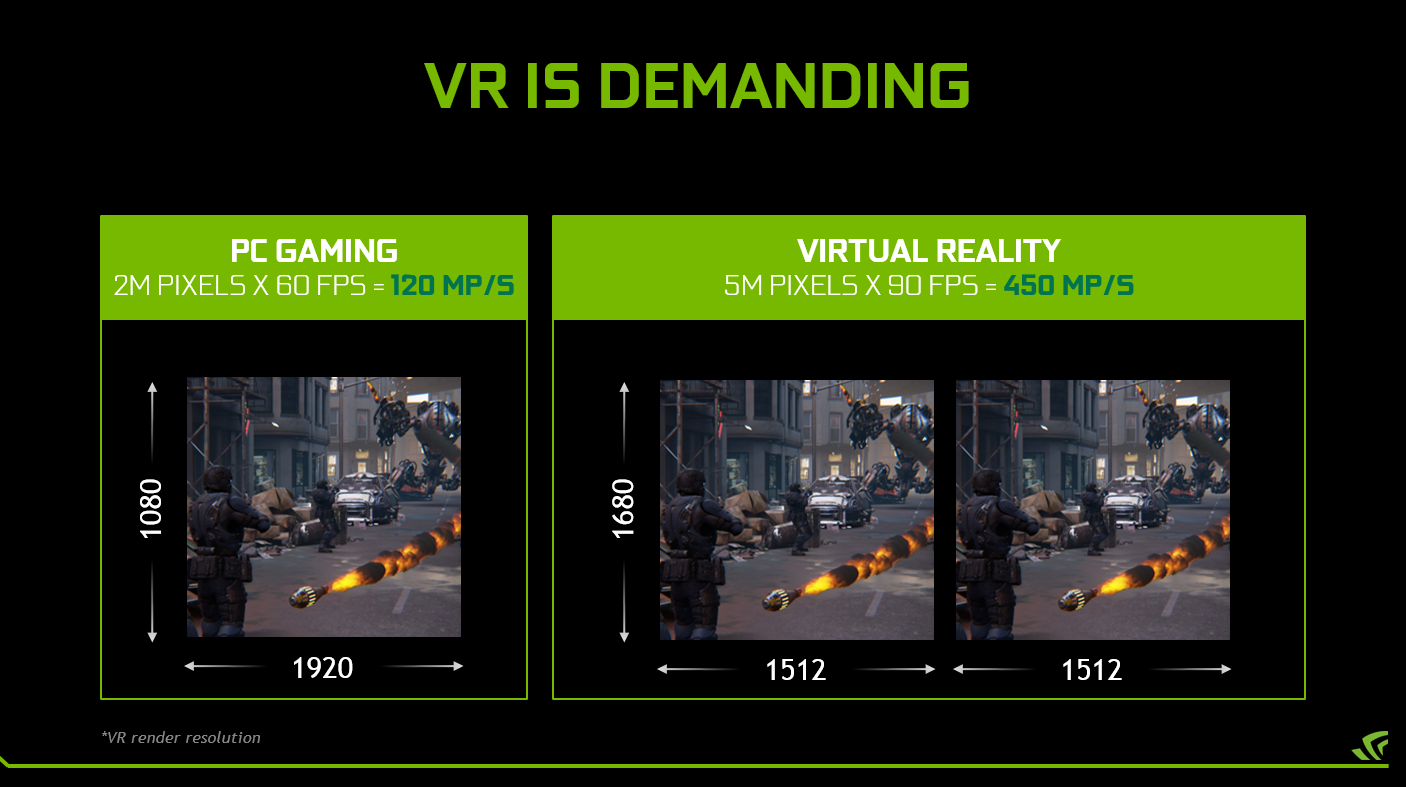 VR IS DEMANDING
PC GAMING
2M PIXELS X 60 FPS = 120 MP/S
1080
1920
VIRTUAL REALITY
5M PIXELS X 90 FPS = 450 MP/S
1680
1512
1512
*VR render resolution